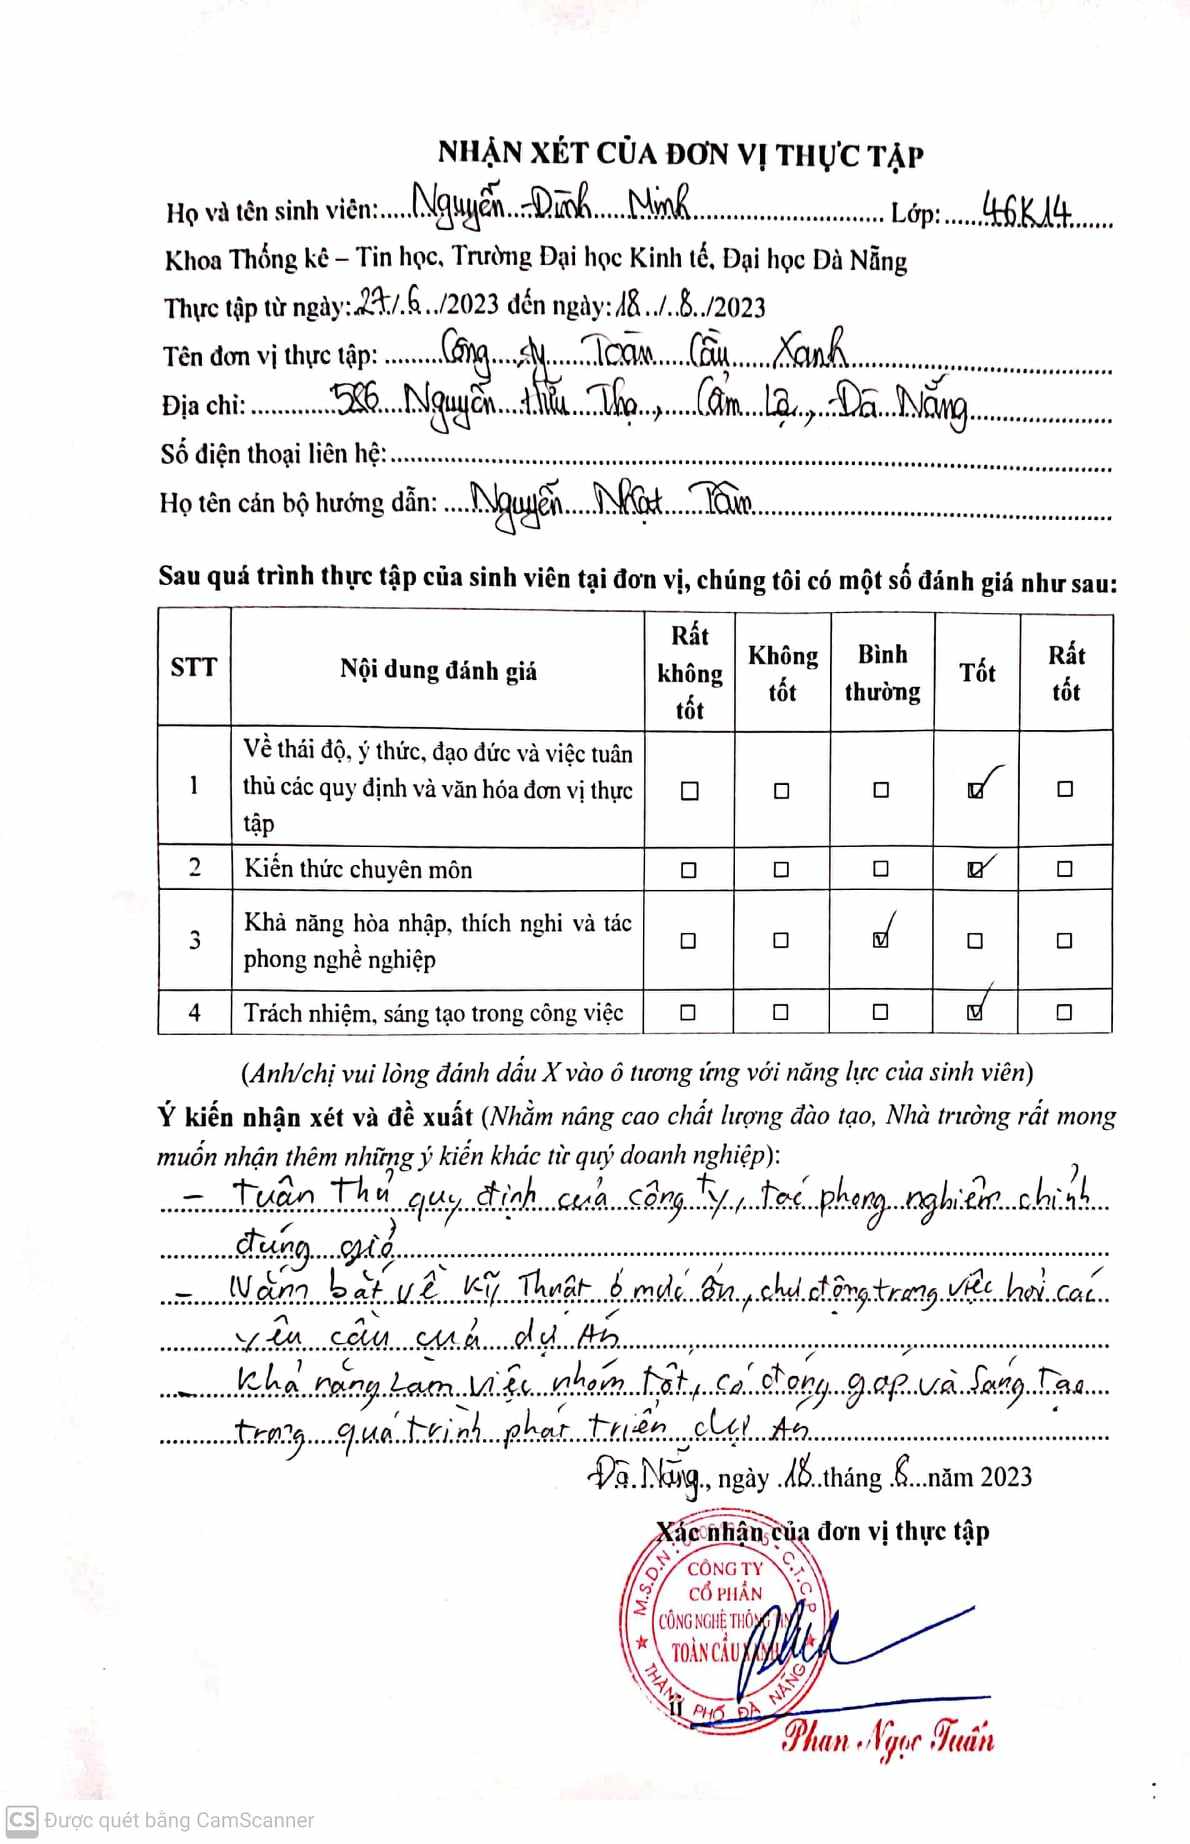 NHẬN XÉT CỦA ĐƠN VỊ THỰC TẬP
Họ và tên sinh viên: Nguyễn Đình Minh Lớp: 46K14
Khoa Thống kê – Tin học, Trường Đại học Kinh tế, Đại học Đà Nẵng
Thực tập từ ngày: 27/6/2023 đến ngày: 18/8/2023
Tên đơn vị thực tập: Công ty Toàn Cầu Xanh
Địa chỉ: 586 Nguyễn Hữu Thọ, Cẩm Lệ, Đà Nẵng
Số điện thoại liên hệ:
Họ tên cán bộ hướng dẫn: Nguyễn Nhật Tâm
Sau quá trình thực tập của sinh viên tại đơn vị, chúng tôi có một số đánh giá như sau:
STT Nội dung đánh giá Rất không tốt Không tốt Bình thường Tốt Rất tốt
1 Về thái độ, ý thức, đạo đức và việc tuân
thủ các quy định và văn hóa đơn vị thực ☐ ☐ ☐ ☑ ☐
tập
2 Kiến thức chuyên môn ☐ ☐ ☐ ☑ ☐
3 Khả năng hòa nhập, thích nghi và tác
phong nghề nghiệp ☐ ☐ ☑ ☐ ☐
4 Trách nhiệm, sáng tạo trong công việc ☐ ☐ ☐ ☑ ☐
(Anh/chị vui lòng đánh dấu X vào ô tương ứng với năng lực của sinh viên)
Ý kiến nhận xét và đề xuất (Nhằm nâng cao chất lượng đào tạo, Nhà trường rất mong
muốn nhận thêm những ý kiến khác từ quý doanh nghiệp):
- Tuân Thủ quy định của công ty, tác phong nghiêm chỉnh
đúng giờ
- Nắm bắt về kỹ Thuật ở mức ổn, chủ động trong việc hỏi các
yêu cầu của dự Án
- Khả năng Làm việc nhóm tốt, có đóng góp và sáng Tạo
trong quá trình phát triển dự Án
Đà Nẵng, ngày 18 tháng 8 năm 2023
Xác nhận của đơn vị thực tập
M.S.D.N : - C.T.C.P
CÔNG TY
CỔ PHẦN
CÔNG NGHỆ THÔNG TIN
TOÀN CẦU XANH
THÀNH PHỐ ĐÀ NẴNG
II
Phan Ngọc Tuấn
CS Được quét bằng CamScanner